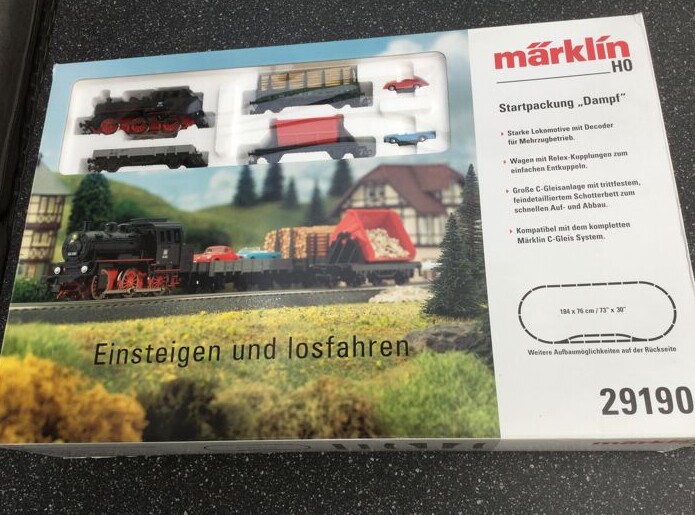 märklin
HO
Startpackung „Dampf"
Starke Lokomotive mit Decoder
für Mehrzugbetrieb.
Wagen mit Relex-Kupplungen zum
einfachen Entkuppeln.
Große C-Gleisanlage mit trittfestem,
feindetailliertem Schotterbett zum
schnellen Auf- und Abbau.
Kompatibel mit dem kompletten
Märklin C-Gleis System.
184 x 76 cm / 73" x 30"
Weitere Aufbaumöglichkeiten auf der Rückseite
Einsteigen und losfahren
29190